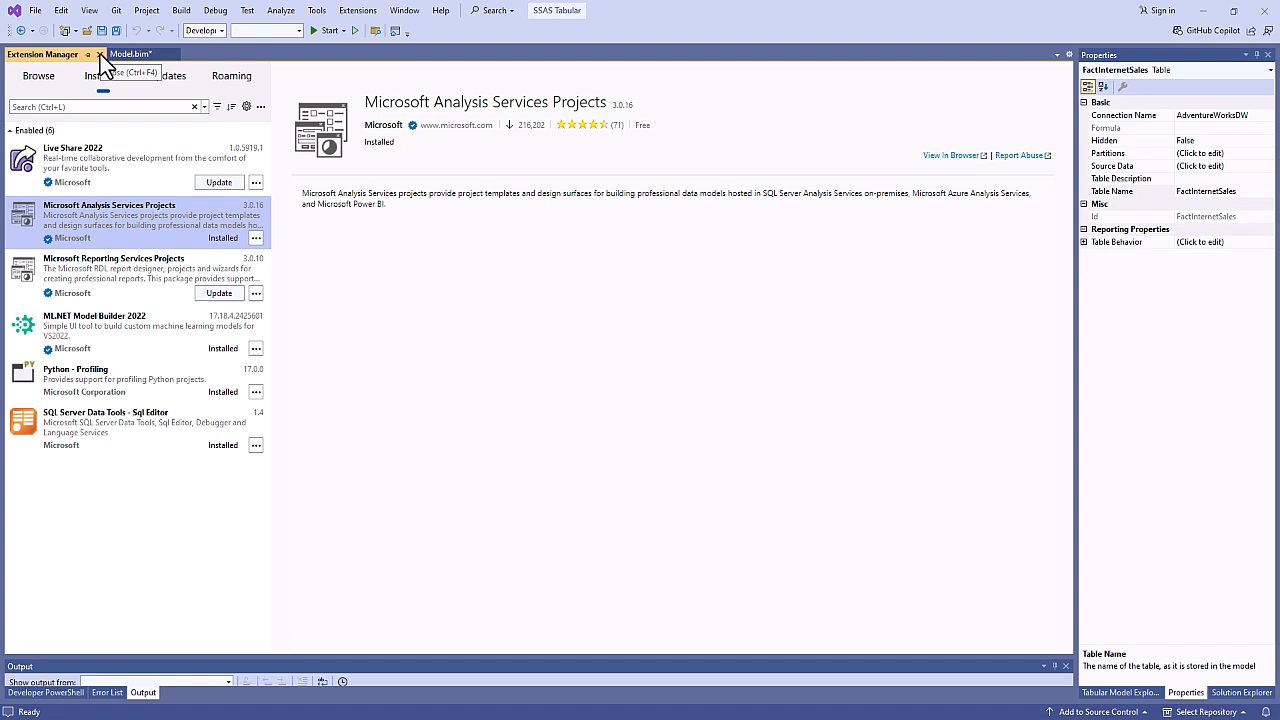 File Edit View Git Project Build Debug Test Analyze Tools Extensions Window Help Search SSAS Tabular Sign in
Developi Start GitHub Copilot
Extension Manager Model.bim*
(Ctrl+F4)
Browse Roaming
Search (Ctrl+L)
Enabled (6)
Live Share 2022 1.0.5919.1
Real-time collaborative development from the comfort of
your favorite tools.
Microsoft Update
Microsoft Analysis Services Projects 3.0.16
Microsoft Analysis Services projects provide project templates
and design surfaces for building professional data models ho...
Microsoft Installed
Microsoft Reporting Services Projects 3.0.10
The Microsoft RDL report designer, projects and wizards for
creating professional reports. This package provides support...
Microsoft Update
ML.NET Model Builder 2022 17.18.4.2425601
Simple UI tool to build custom machine learning models for
VS2022.
Microsoft Installed
Python - Profiling 17.0.0
Provides support for profiling Python projects.
Microsoft Corporation Installed
SQL Server Data Tools - Sql Editor 1.4
Microsoft SQL Server Data Tools, Sql Editor, Debugger and
Language Services
Microsoft Installed
Microsoft Analysis Services Projects 3.0.16
Microsoft www.microsoft.com 216,202 (71) Free
Installed
View In Browser | Report Abuse
Microsoft Analysis Services projects provide project templates and design surfaces for building professional data models hosted in SQL Server Analysis Services on-premises, Microsoft Azure Analysis Services,
and Microsoft Power BI.
Properties
FactInternetSales Table
Basic
Connection Name AdventureWorksDW
Formula
Hidden False
Partitions (Click to edit)
Source Data (Click to edit)
Table Description
Table Name FactInternetSales
Misc
Id FactInternetSales
Reporting Properties
Table Behavior (Click to edit)
Table Name
The name of the table, as it is stored in the model
Tabular Model Explo... Properties Solution Explorer
Output
Show output from:
Developer PowerShell Error List Output
Ready Add to Source Control Select Repository